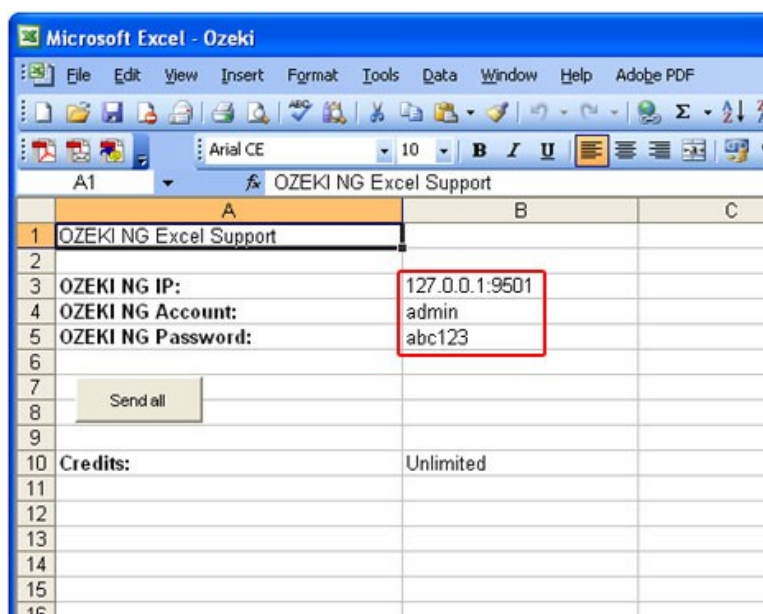 Microsoft Excel - Ozeki
File Edit View Insert Format Tools Data Window Help Adobe PDF
ABC Σ A Z
Arial CE 10 B I U a
A1 fx OZEKI NG Excel Support
A B C
1 OZEKI NG Excel Support
2
3 OZEKI NG IP: 127.0.0.1:9501
4 OZEKI NG Account: admin
5 OZEKI NG Password: abc123
6
7
Send all
8
9
10 Credits: Unlimited
11
12
13
14
15
16